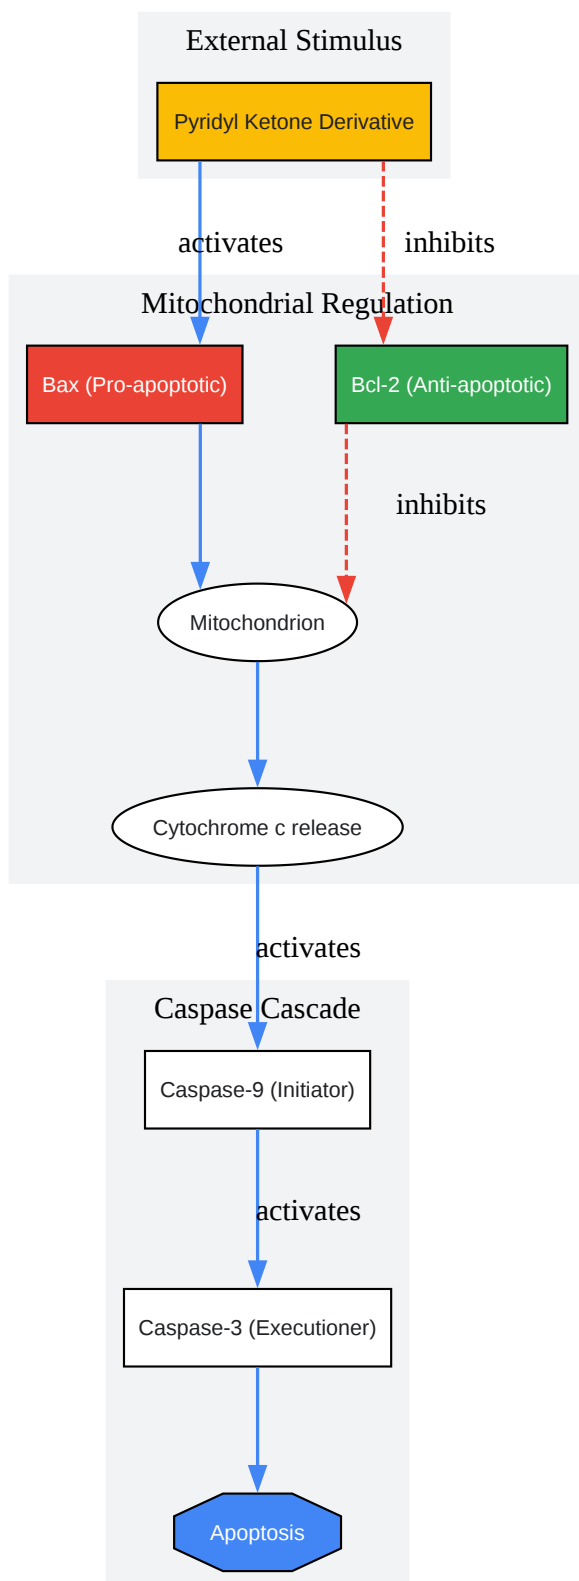 External Stimulus
Pyridyl Ketone Derivative
activates
inhibits
Mitochondrial Regulation
Bax (Pro-apoptotic)
Bcl-2 (Anti-apoptotic)
inhibits
Mitochondrion
Cytochrome c release
activates
Caspase Cascade
Caspase-9 (Initiator)
activates
Caspase-3 (Executioner)
Apoptosis